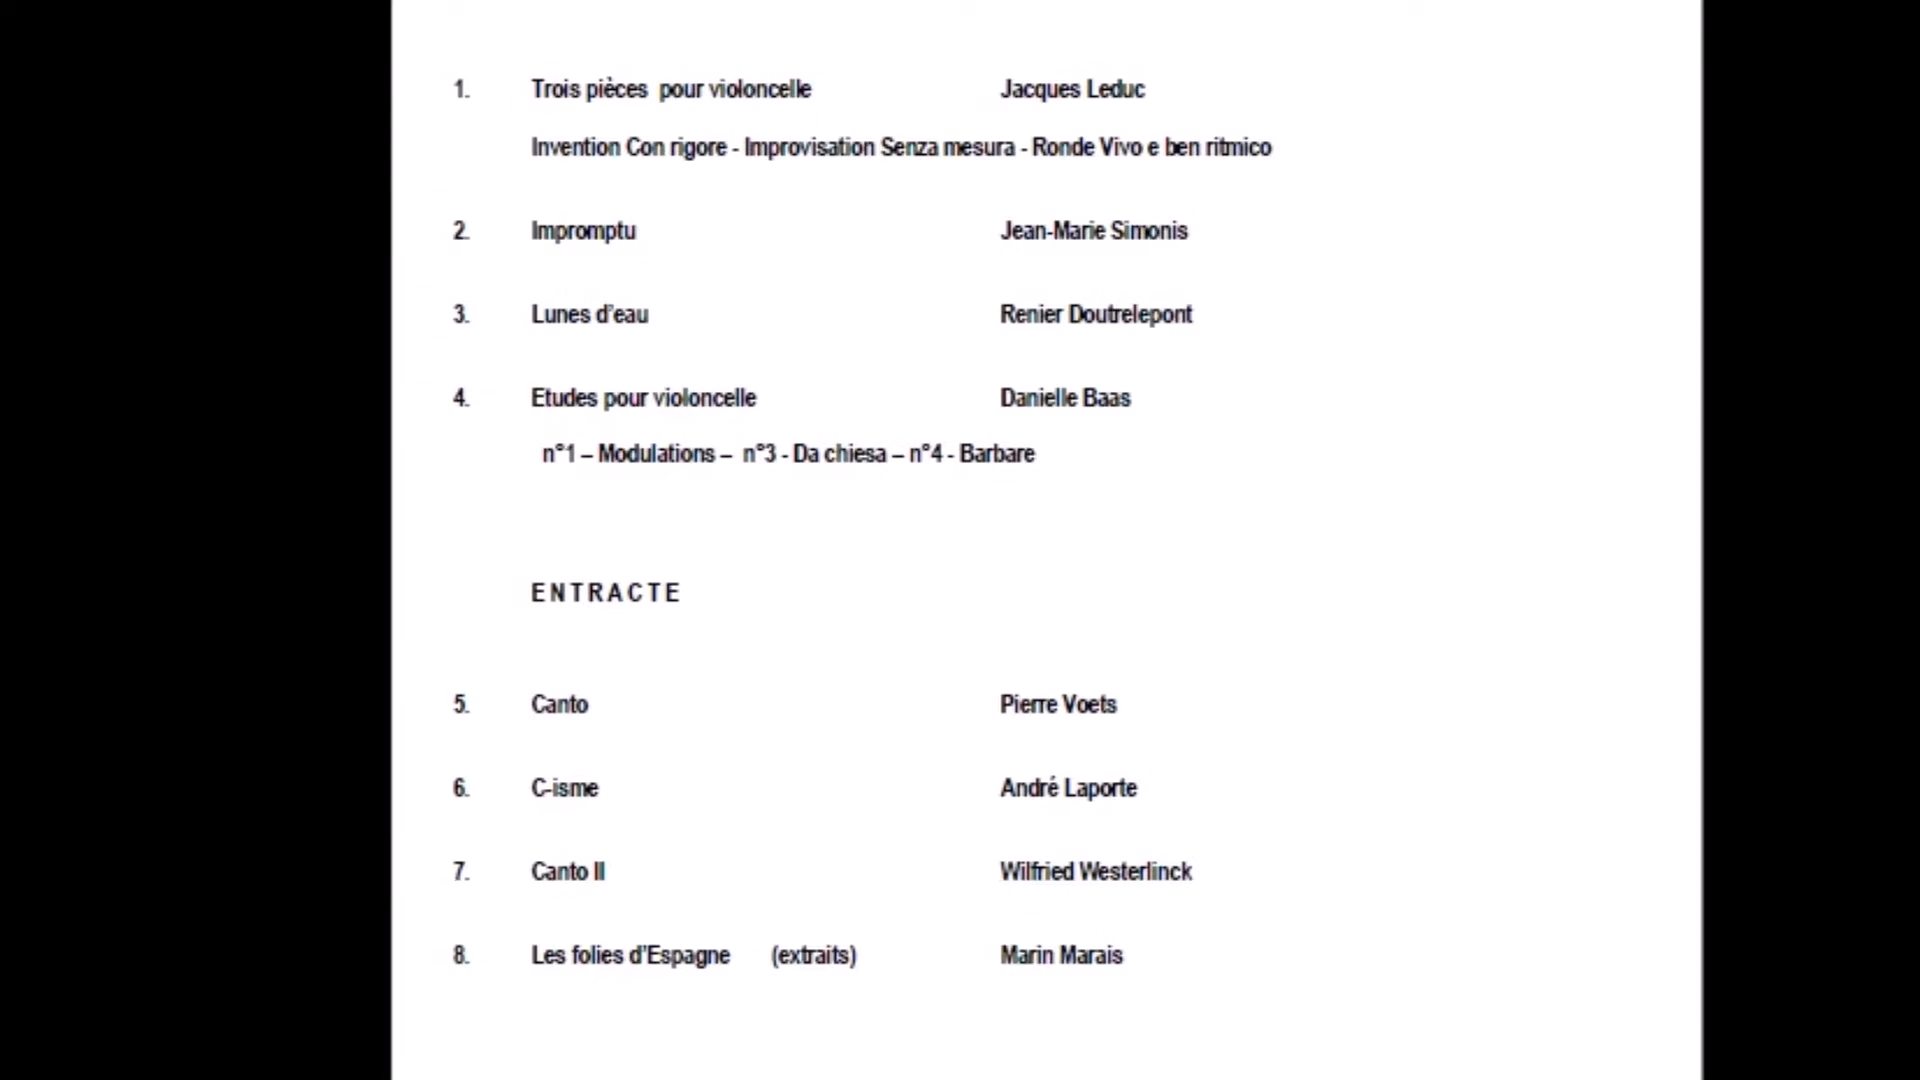 1. Trois pièces pour violoncelle Jacques Leduc
Invention Con rigore - Improvisation Senza mesura - Ronde Vivo e ben ritmico
2. Impromptu Jean-Marie Simonis
3. Lunes d'eau Renier Doutrelepont
4. Etudes pour violoncelle Danielle Baas
n°1 – Modulations – n°3 - Da chiesa – n°4 - Barbare
ENTRACTE
5. Canto Pierre Voets
6. C-isme André Laporte
7. Canto II Wilfried Westerlinck
8. Les folies d'Espagne (extraits) Marin Marais